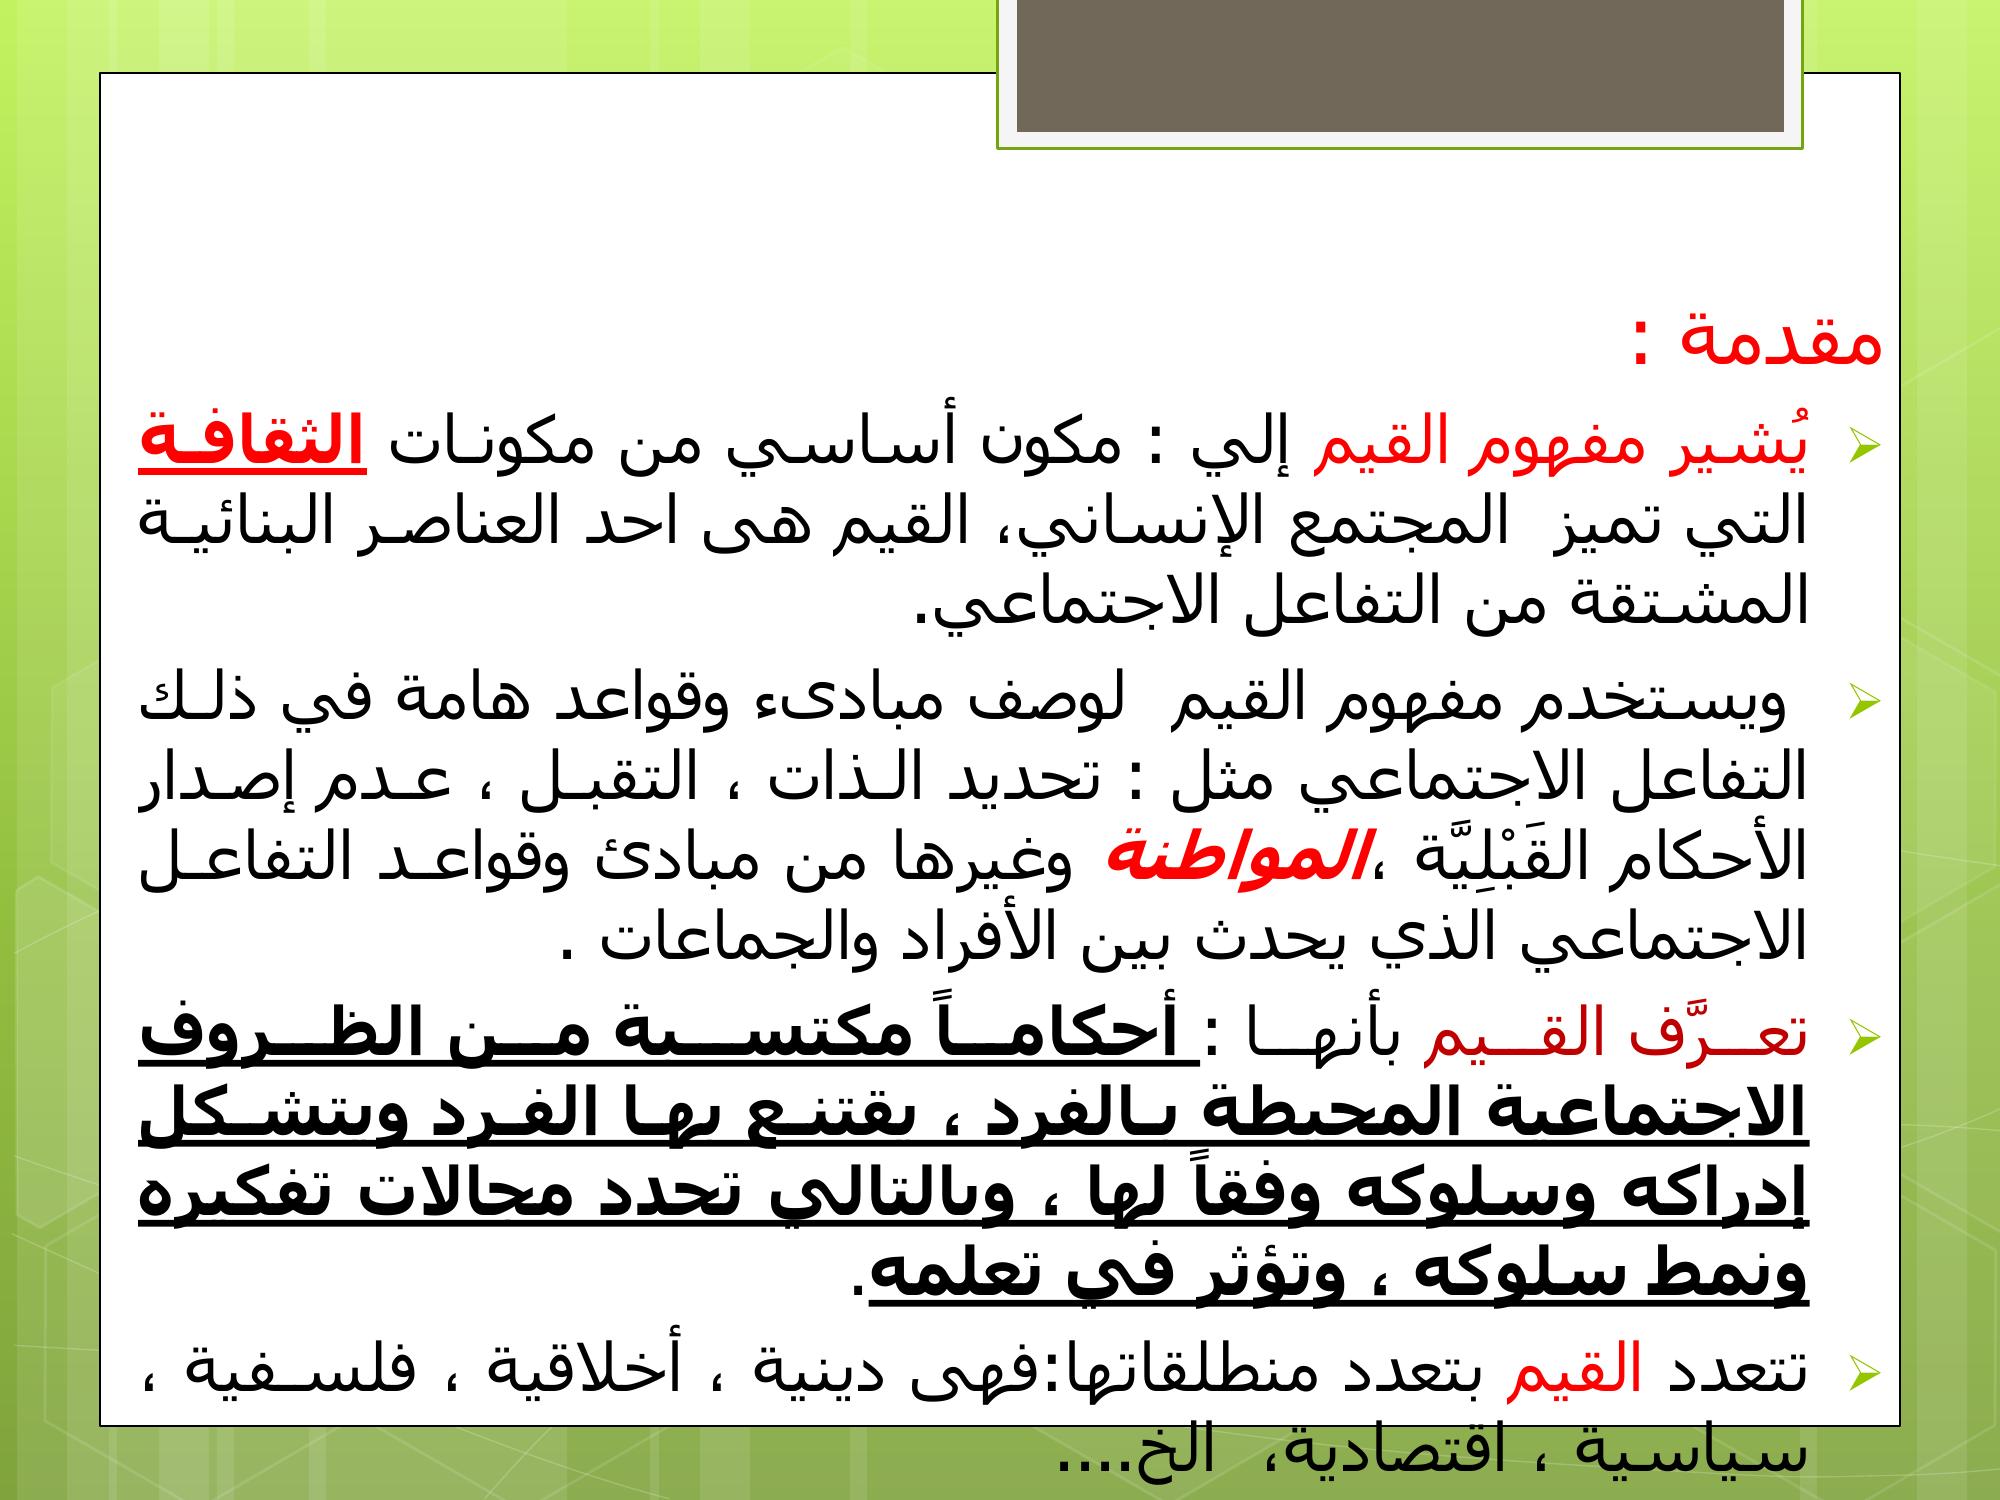 مقدمة :
يُشير مفهوم القيم إلي : مكون أساسي من مكونات الثقافة
التي تميز المجتمع الإنساني، القيم هى احد العناصر البنائية
المشتقة من التفاعل الاجتماعي.
ويستخدم مفهوم القيم لوصف مبادىء وقواعد هامة في ذلك
التفاعل الاجتماعي مثل : تحديد الذات ، التقبل ، عدم إصدار
الأحكام القَبْلِيَّة ،المواطنة وغيرها من مبادئ وقواعد التفاعل
الاجتماعي الذي يحدث بين الأفراد والجماعات .
تعرَّف القيم بأنها : أحكاماً مكتسبة من الظروف
الاجتماعية المحيطة بالفرد ، يقتنع بها الفرد ويتشكل
إدراكه وسلوكه وفقاً لها ، وبالتالي تحدد مجالات تفكيره
ونمط سلوكه ، وتؤثر في تعلمه.
تتعدد القيم بتعدد منطلقاتها:فهى دينية ، أخلاقية ، فلسفية ،
سياسية ، اقتصادية، الخ....